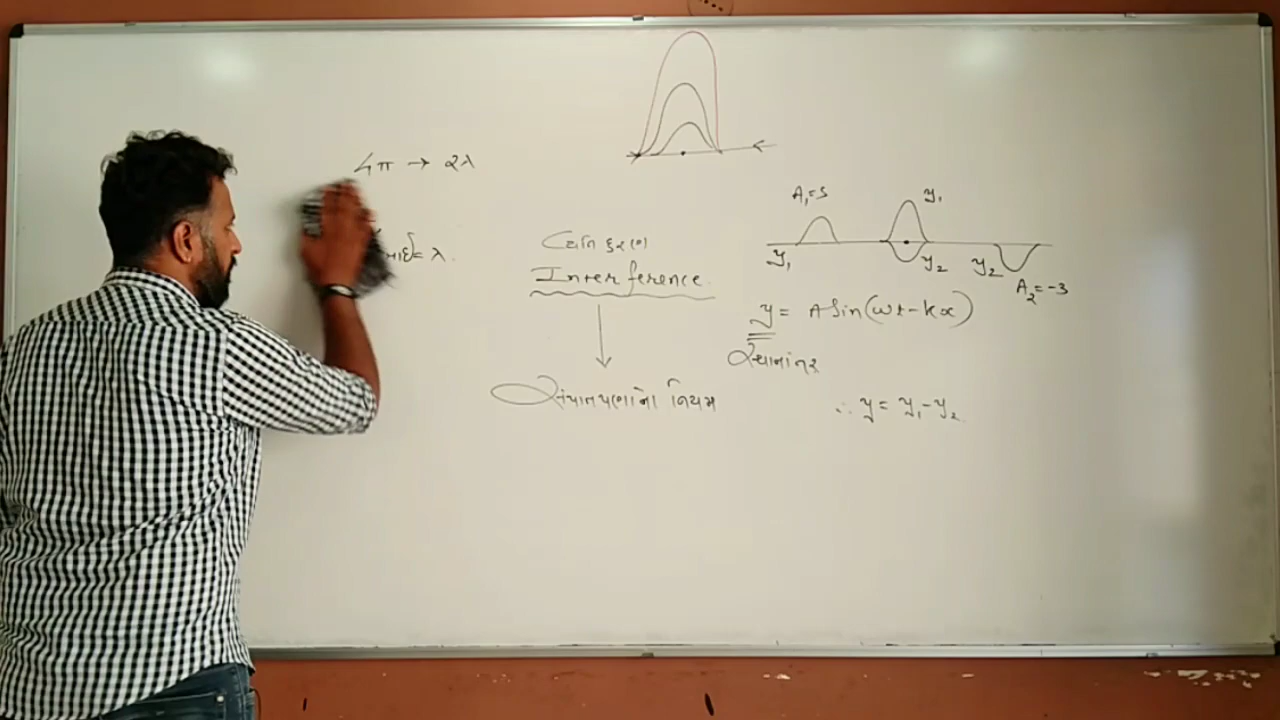 4π → 2λ
= λ
વ્યતિકરણ
Interference
સંપાતપણાનો નિયમ
A₁=5
y₁
y₁
y₂
y₂
A₂=-3
y = A sin(ωt-kx)
સ્થાનાંતર
∴ y = y₁-y₂